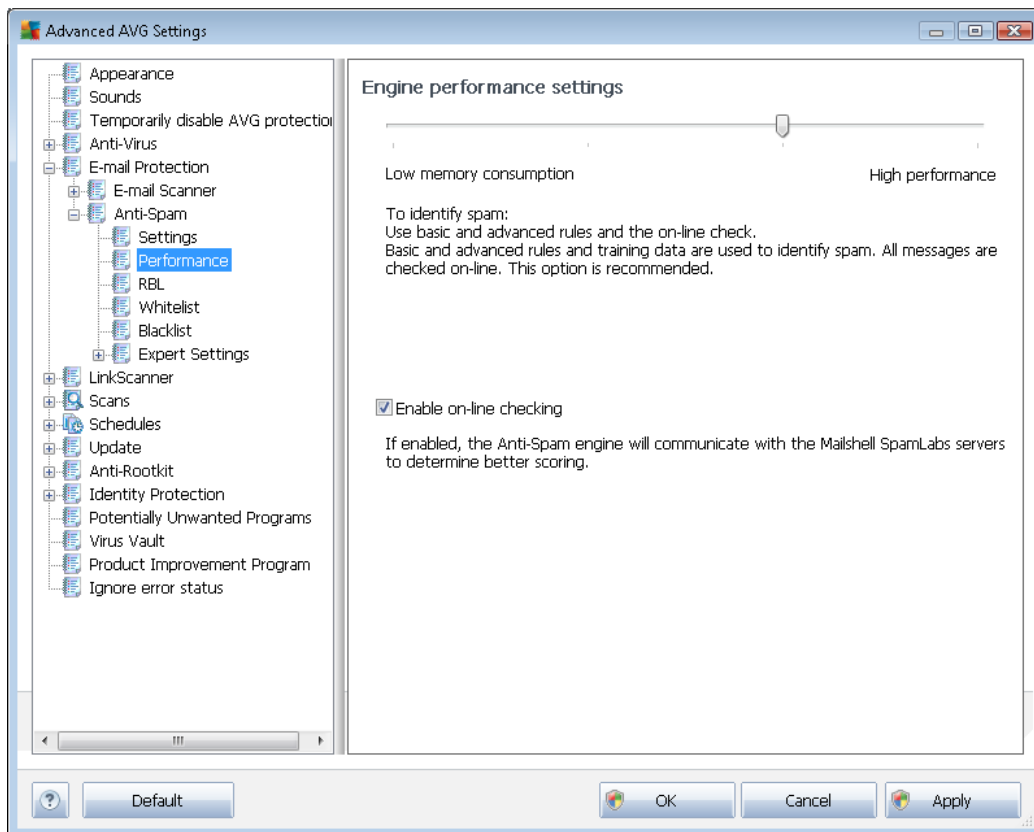 Advanced AVG Settings
Appearance
Sounds
Temporarily disable AVG protection
Anti-Virus
E-mail Protection
E-mail Scanner
Anti-Spam
Settings
Performance
RBL
Whitelist
Blacklist
Expert Settings
LinkScanner
Scans
Schedules
Update
Anti-Rootkit
Identity Protection
Potentially Unwanted Programs
Virus Vault
Product Improvement Program
Ignore error status
Engine performance settings
Low memory consumption
High performance
To identify spam:
Use basic and advanced rules and the on-line check.
Basic and advanced rules and training data are used to identify spam. All messages are
checked on-line. This option is recommended.
Enable on-line checking
If enabled, the Anti-Spam engine will communicate with the Mailshell SpamLabs servers
to determine better scoring.
?
Default
OK
Cancel
Apply